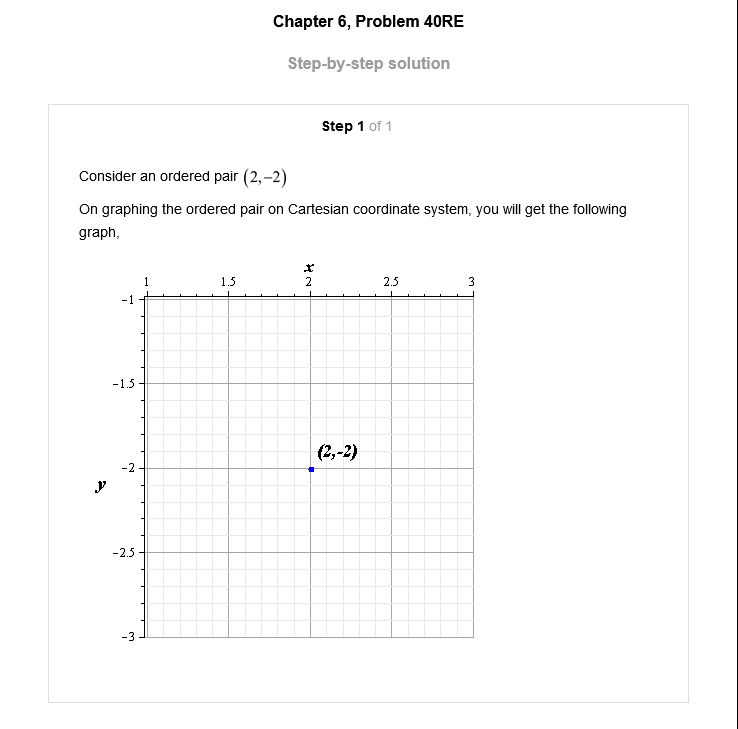 Chapter 6, Problem 40RE
Step-by-step solution
Step 1 of 1
Consider an ordered pair (2,−2)
On graphing the ordered pair on Cartesian coordinate system, you will get the following
graph,
x
1 1.5 2 2.5 3
−1
−1.5
(2,-2)
−2
y
−2.5
−3